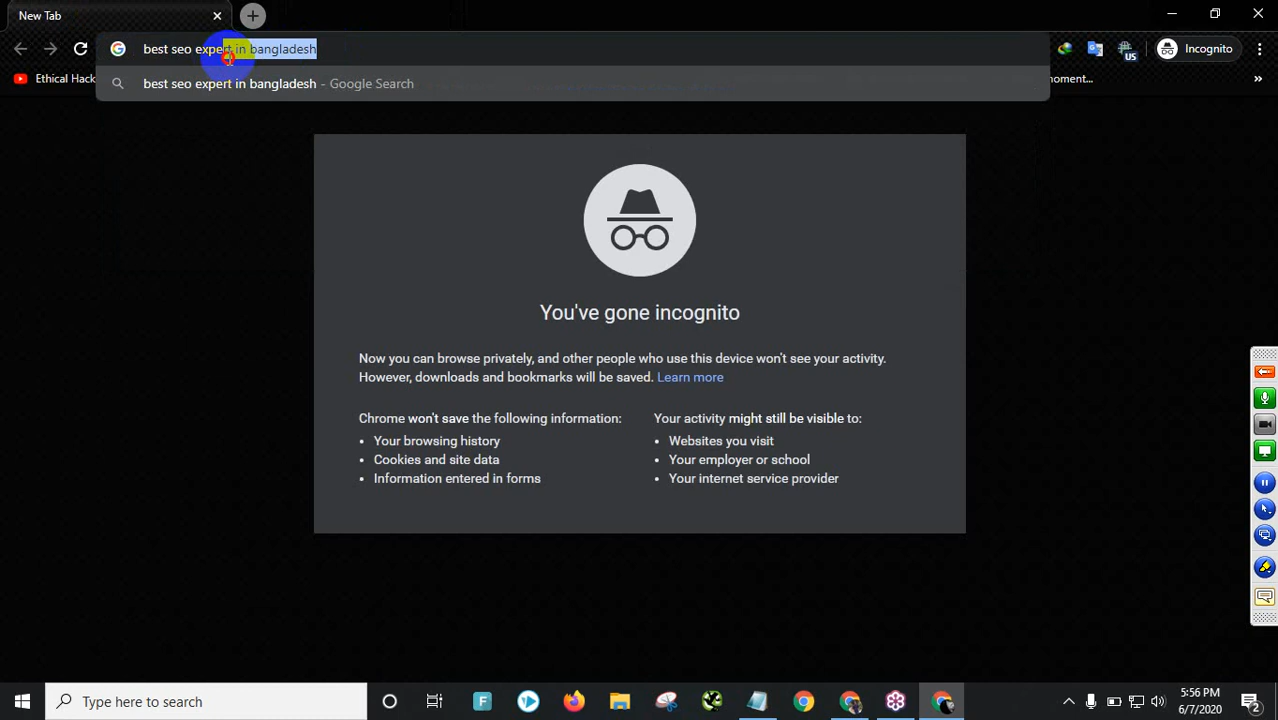 New Tab
best seo expert in bangladesh
Incognito
US
best seo expert in bangladesh - Google Search
Ethical Hack
moment...
You've gone incognito
Now you can browse privately, and other people who use this device won't see your activity.
However, downloads and bookmarks will be saved. Learn more
Chrome won't save the following information:
Your browsing history
Cookies and site data
Information entered in forms
Your activity might still be visible to:
Websites you visit
Your employer or school
Your internet service provider
Type here to search
5:56 PM
6/7/2020
2